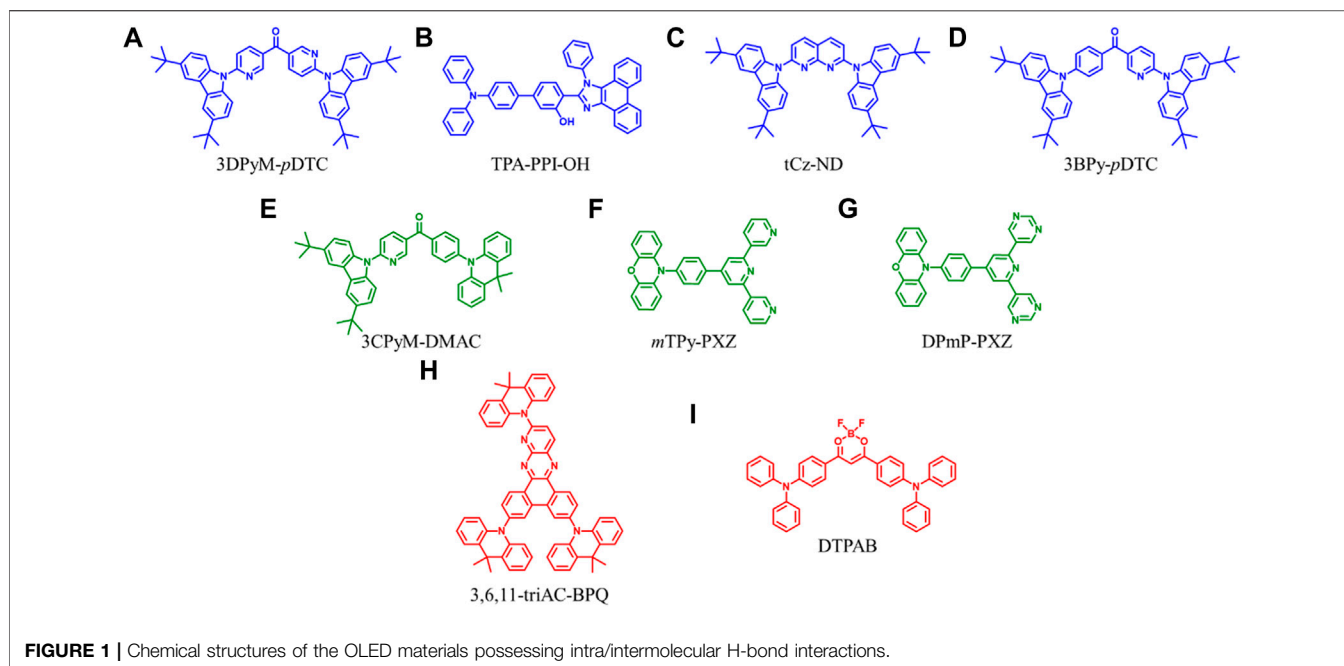 A B C D
3DPyM-pDTC TPA-PPI-OH tCz-ND 3BPy-pDTC
E F G
3CPyM-DMAC mTPy-PXZ DPmP-PXZ
H I
3,6,11-triAC-BPQ DTPAB
FIGURE 1 | Chemical structures of the OLED materials possessing intra/intermolecular H-bond interactions.